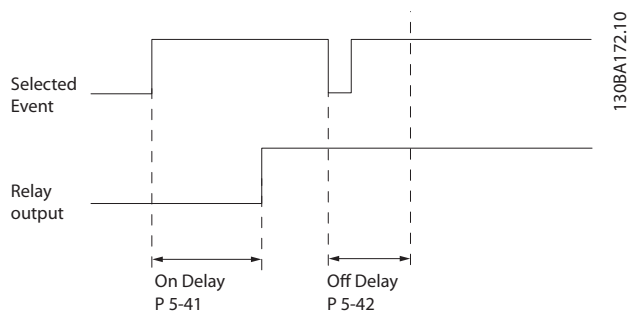 130BA172.10
Selected
Event
Relay
output
On Delay
P 5-41
Off Delay
P 5-42